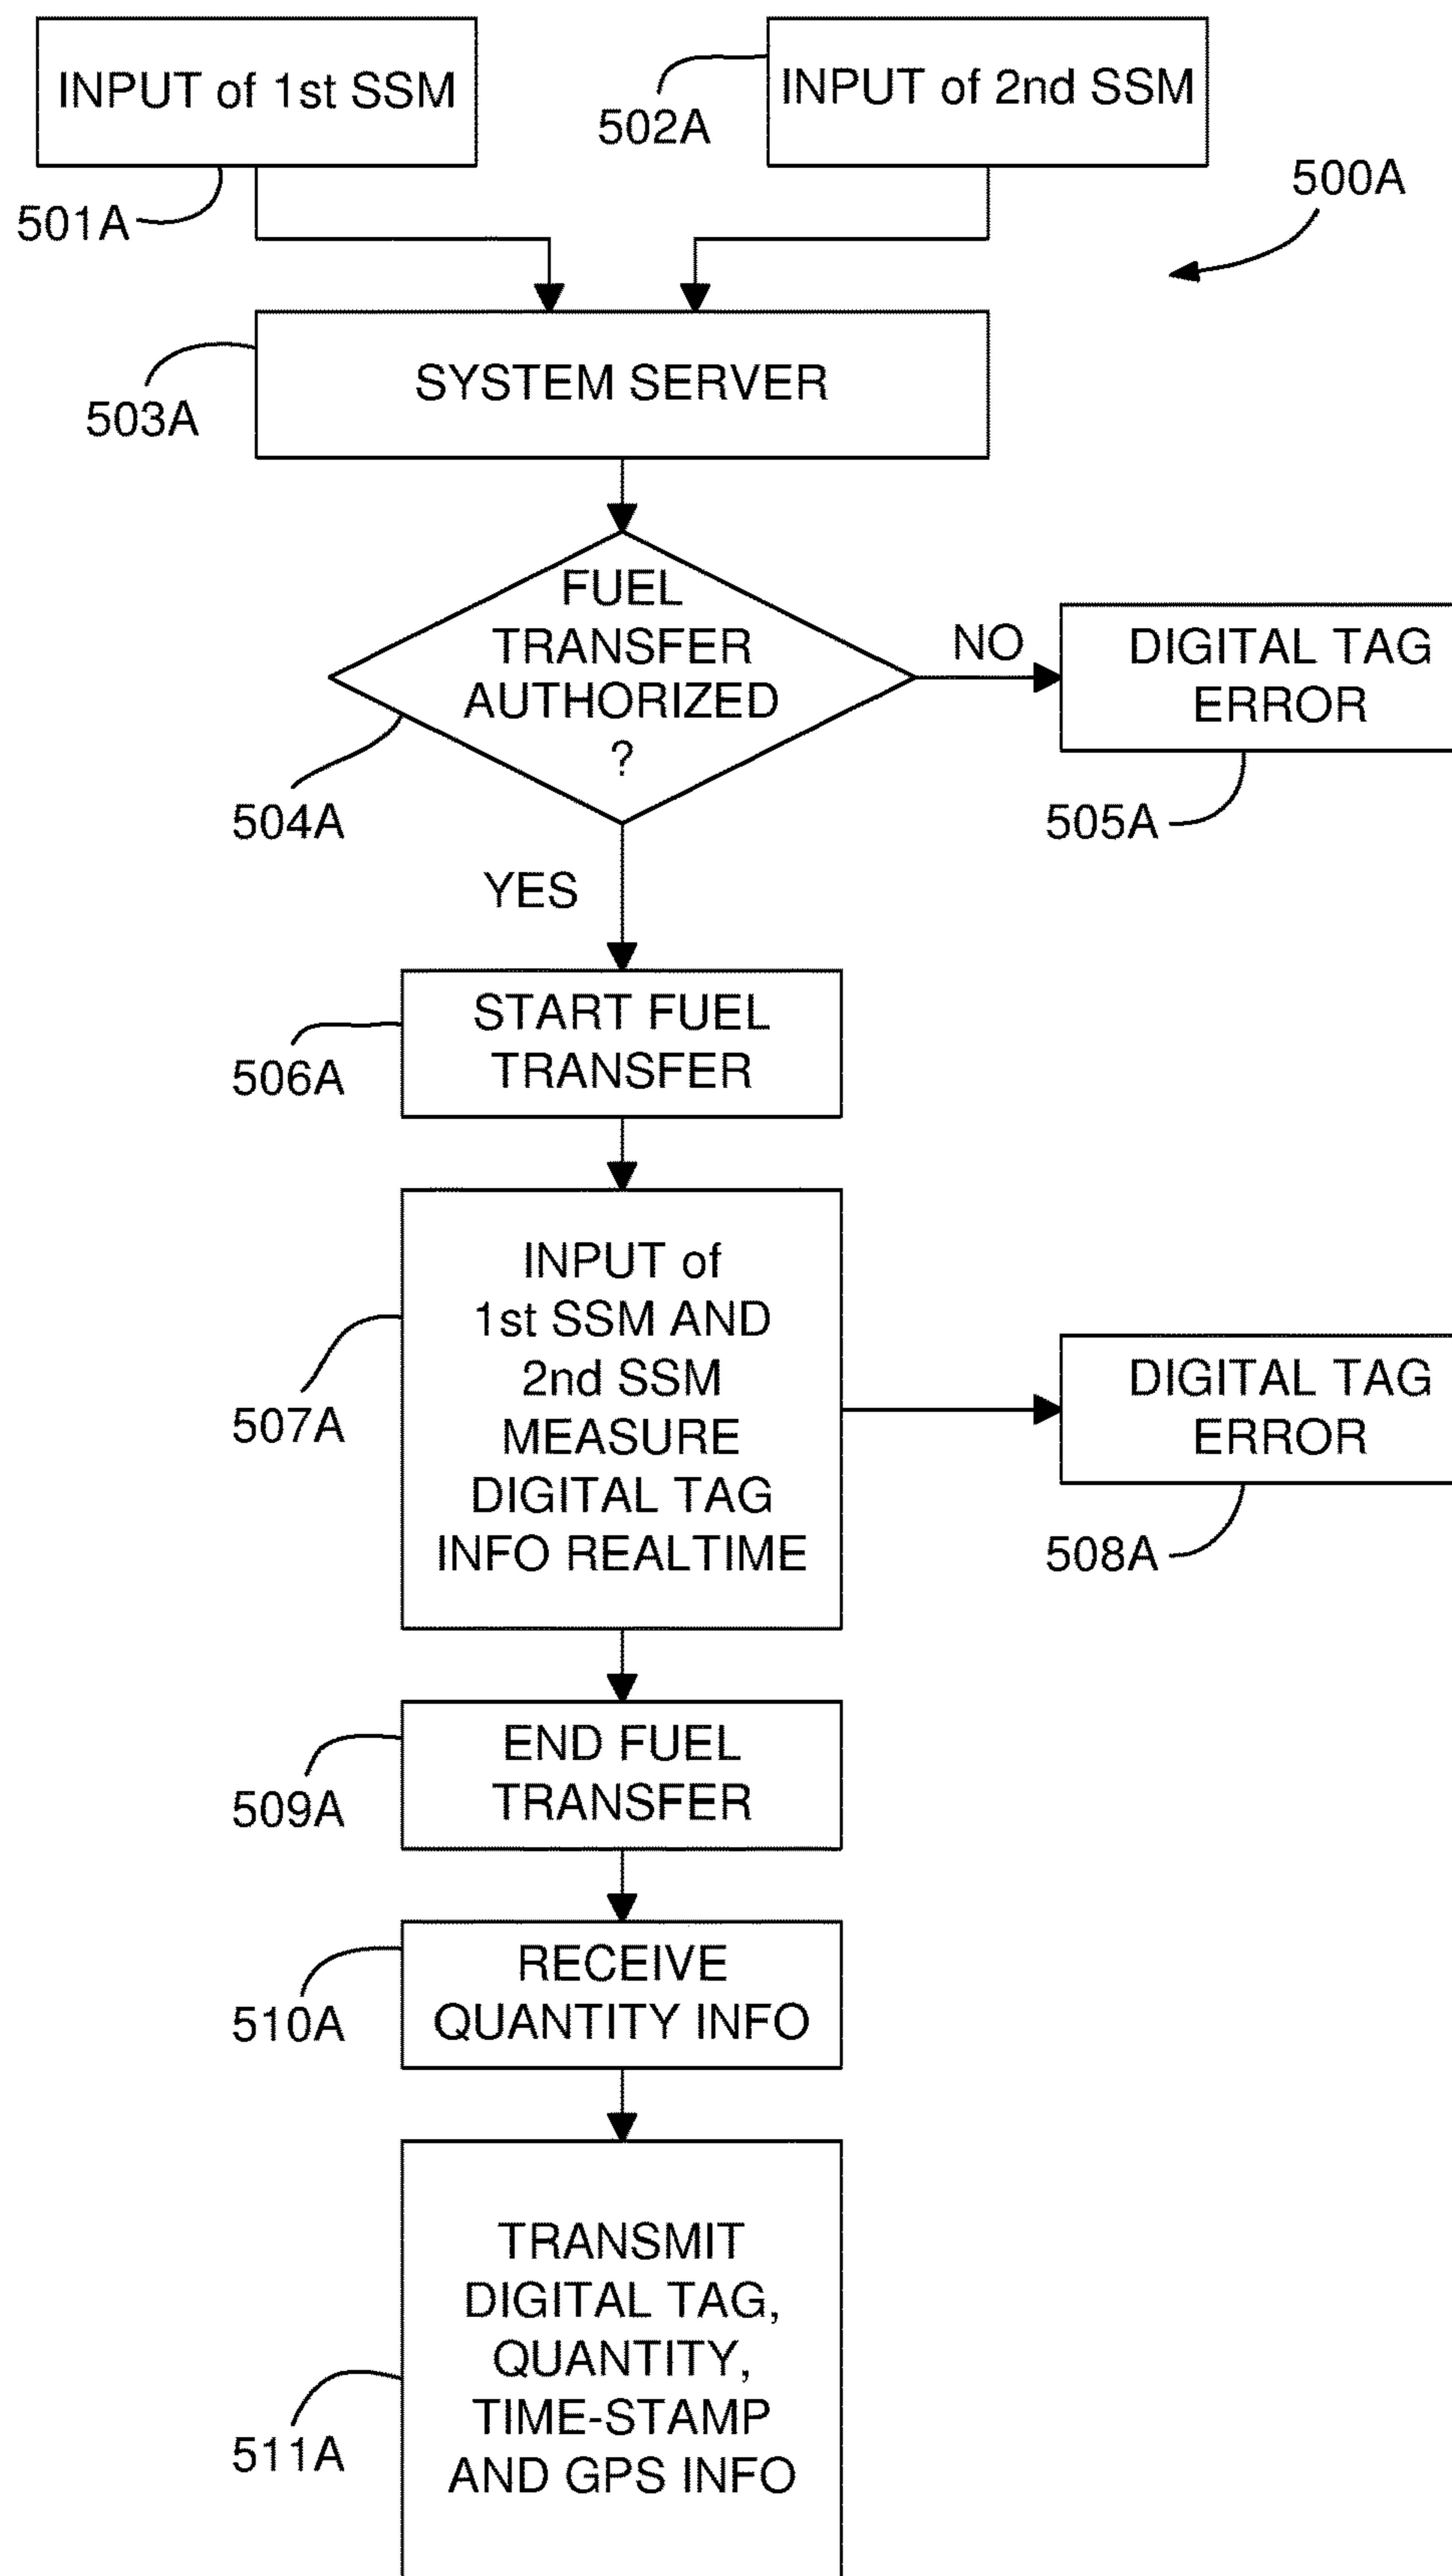 INPUT of 1st SSM
INPUT of 2nd SSM
502A
500A
501A
SYSTEM SERVER
503A
FUEL
TRANSFER
AUTHORIZED
?
NO
DIGITAL TAG
ERROR
504A
505A
YES
START FUEL
TRANSFER
506A
INPUT of
1st SSM AND
2nd SSM
MEASURE
DIGITAL TAG
INFO REALTIME
507A
DIGITAL TAG
ERROR
508A
END FUEL
TRANSFER
509A
RECEIVE
QUANTITY INFO
510A
TRANSMIT
DIGITAL TAG,
QUANTITY,
TIME-STAMP
AND GPS INFO
511A